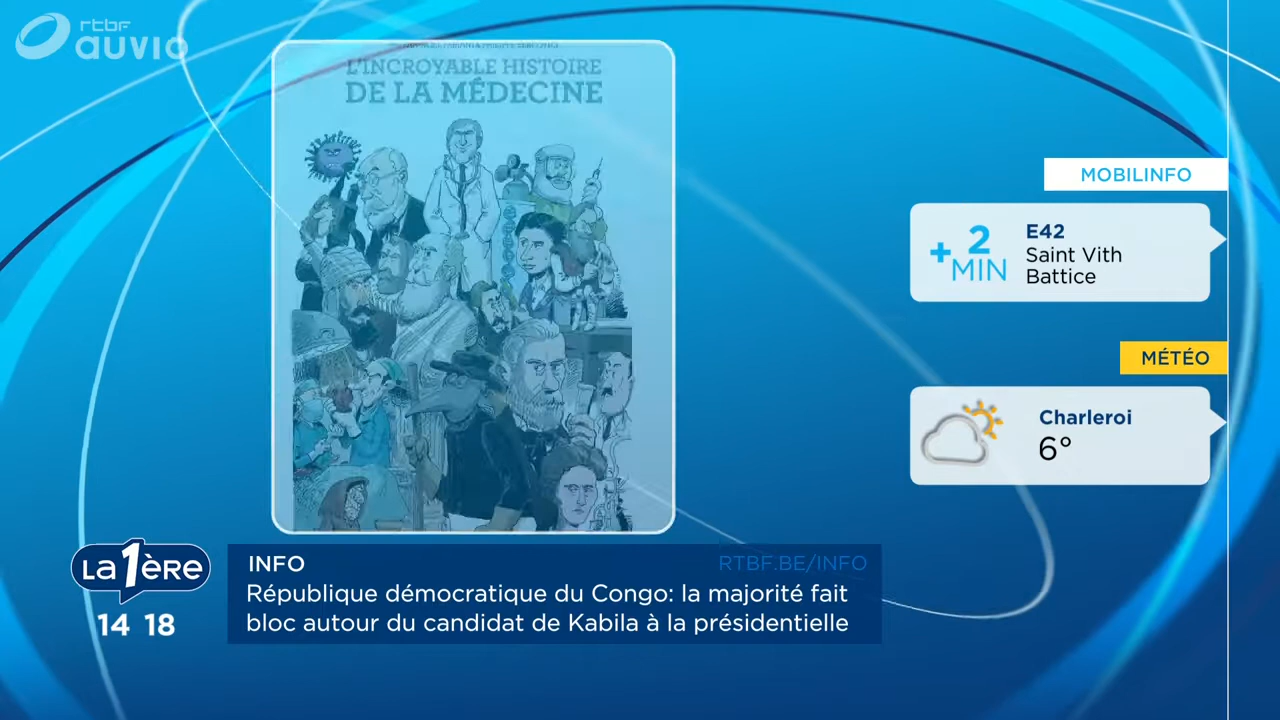 rtbf
auvio
L'INCROYABLE HISTOIRE
DE LA MÉDECINE
MOBILINFO
+2 MIN
E42
Saint Vith
Battice
MÉTÉO
Charleroi
6°
LA 1ÈRE
14 18
INFO
RTBF.BE/INFO
République démocratique du Congo: la majorité fait
bloc autour du candidat de Kabila à la présidentielle